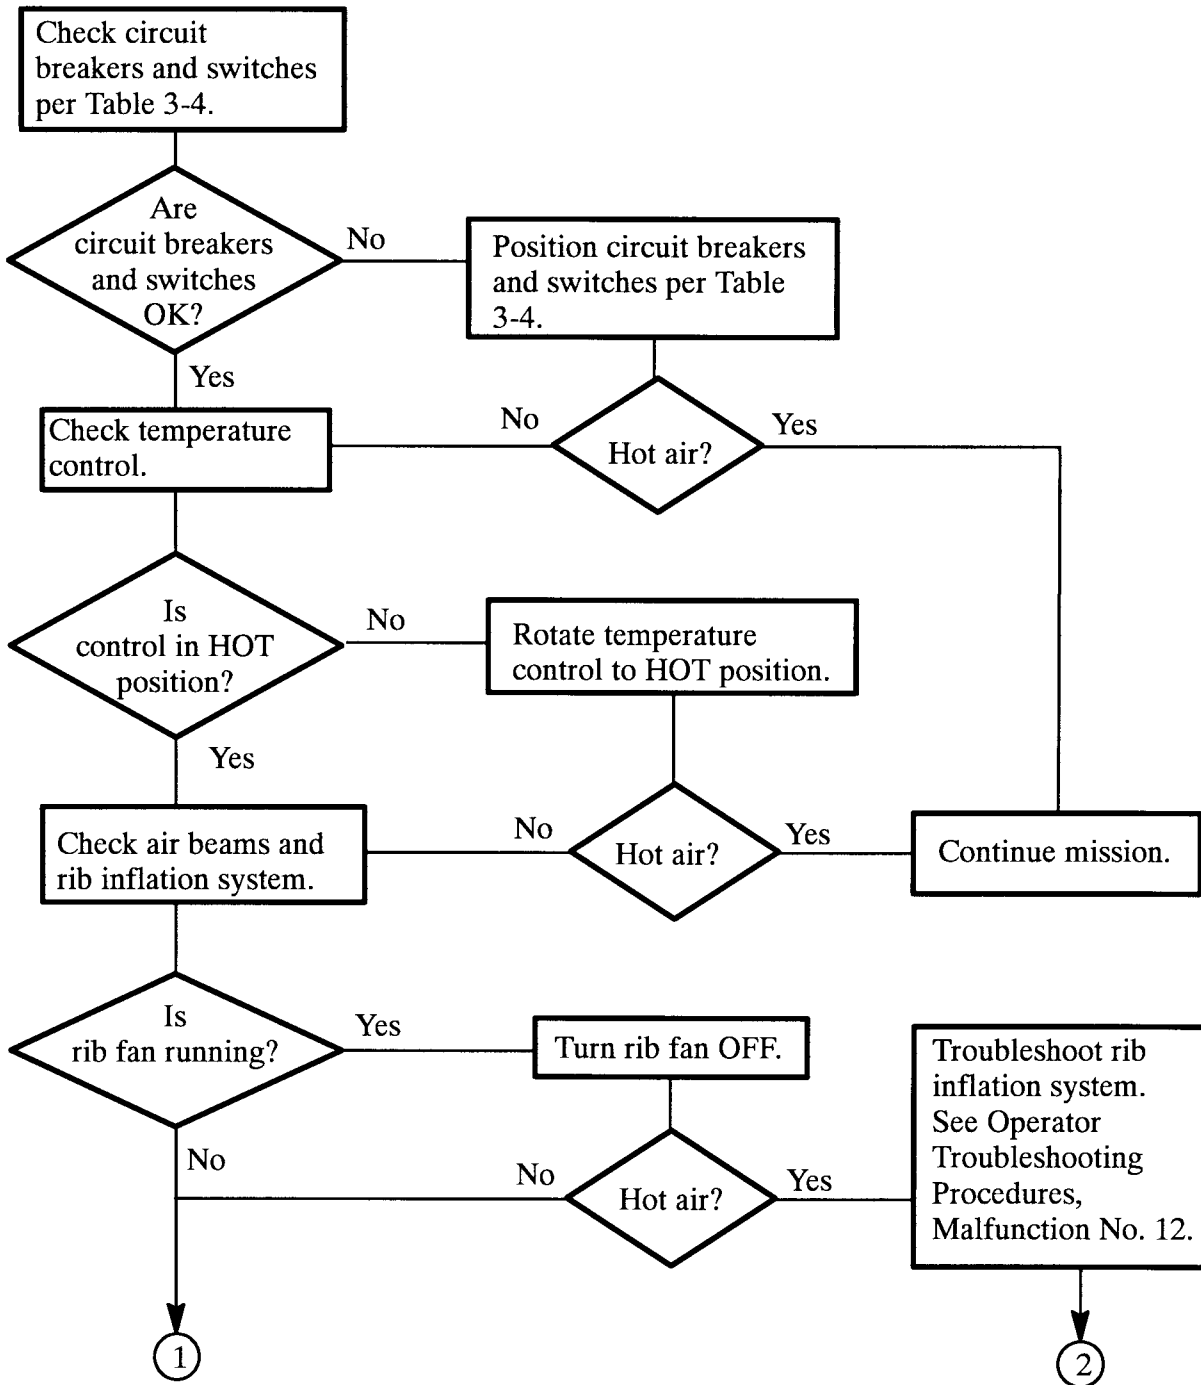 Check circuit
breakers and switches
per Table 3-4.
Are
circuit breakers
and switches
OK?
No
Position circuit breakers
and switches per Table
3-4.
Yes
Check temperature
control.
No
Hot air?
Yes
Is
control in HOT
position?
No
Rotate temperature
control to HOT position.
Yes
Check air beams and
rib inflation system.
No
Hot air?
Yes
Continue mission.
Is
rib fan running?
Yes
Turn rib fan OFF.
No
No
Hot air?
Yes
Troubleshoot rib
inflation system.
See Operator
Troubleshooting
Procedures,
Malfunction No. 12.
1
2